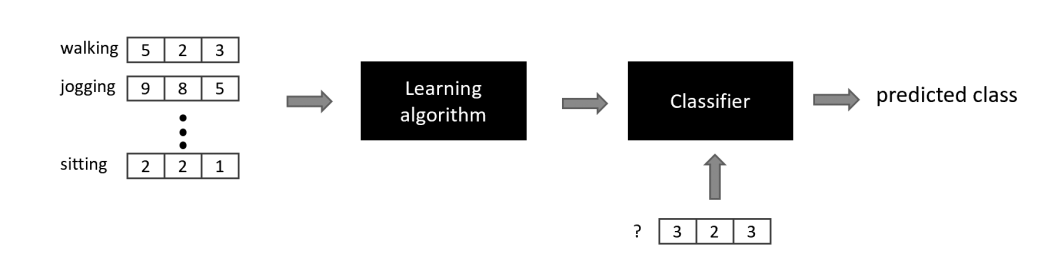 walking 5 2 3
jogging 9 8 5
sitting 2 2 1
Learning
algorithm
Classifier
predicted class
? 3 2 3